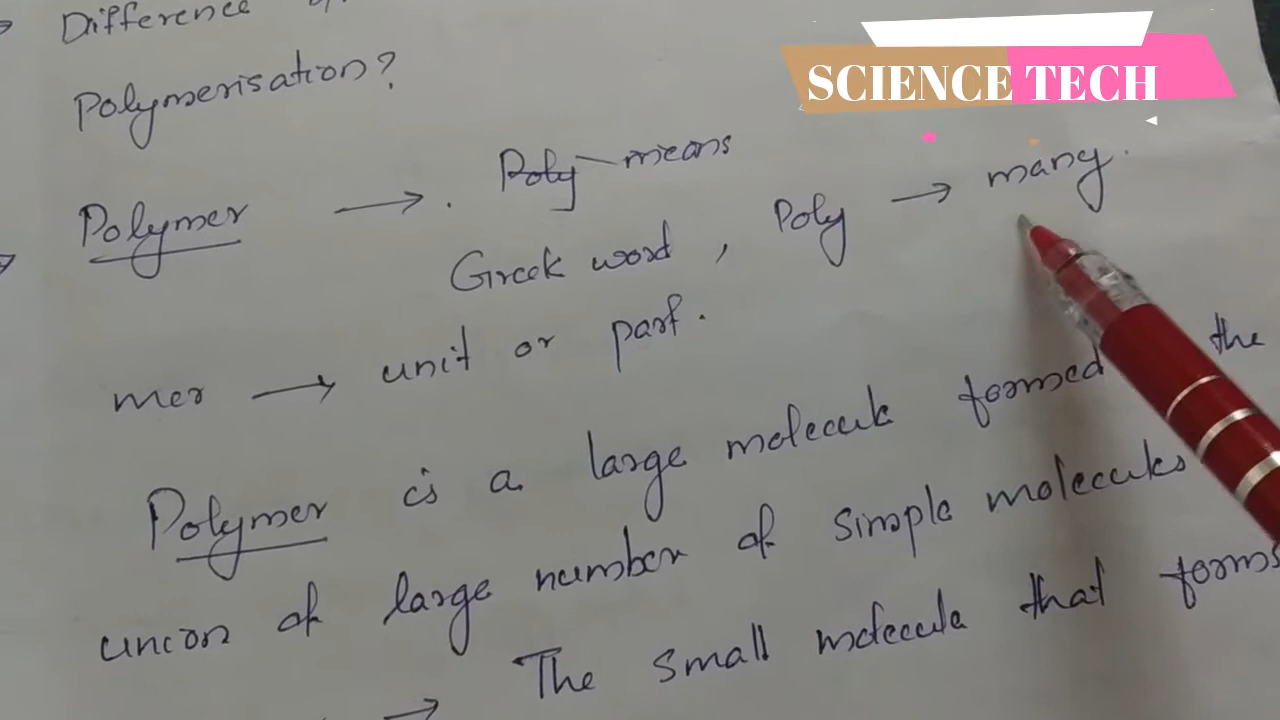 Difference
Polymerisation?
SCIENCE TECH
Polymer → . Poly means
Greek word , Poly → many.
mer → unit or part.
Polymer is a large molecule formed the
union of large number of simple molecules
→ The small molecule that forms